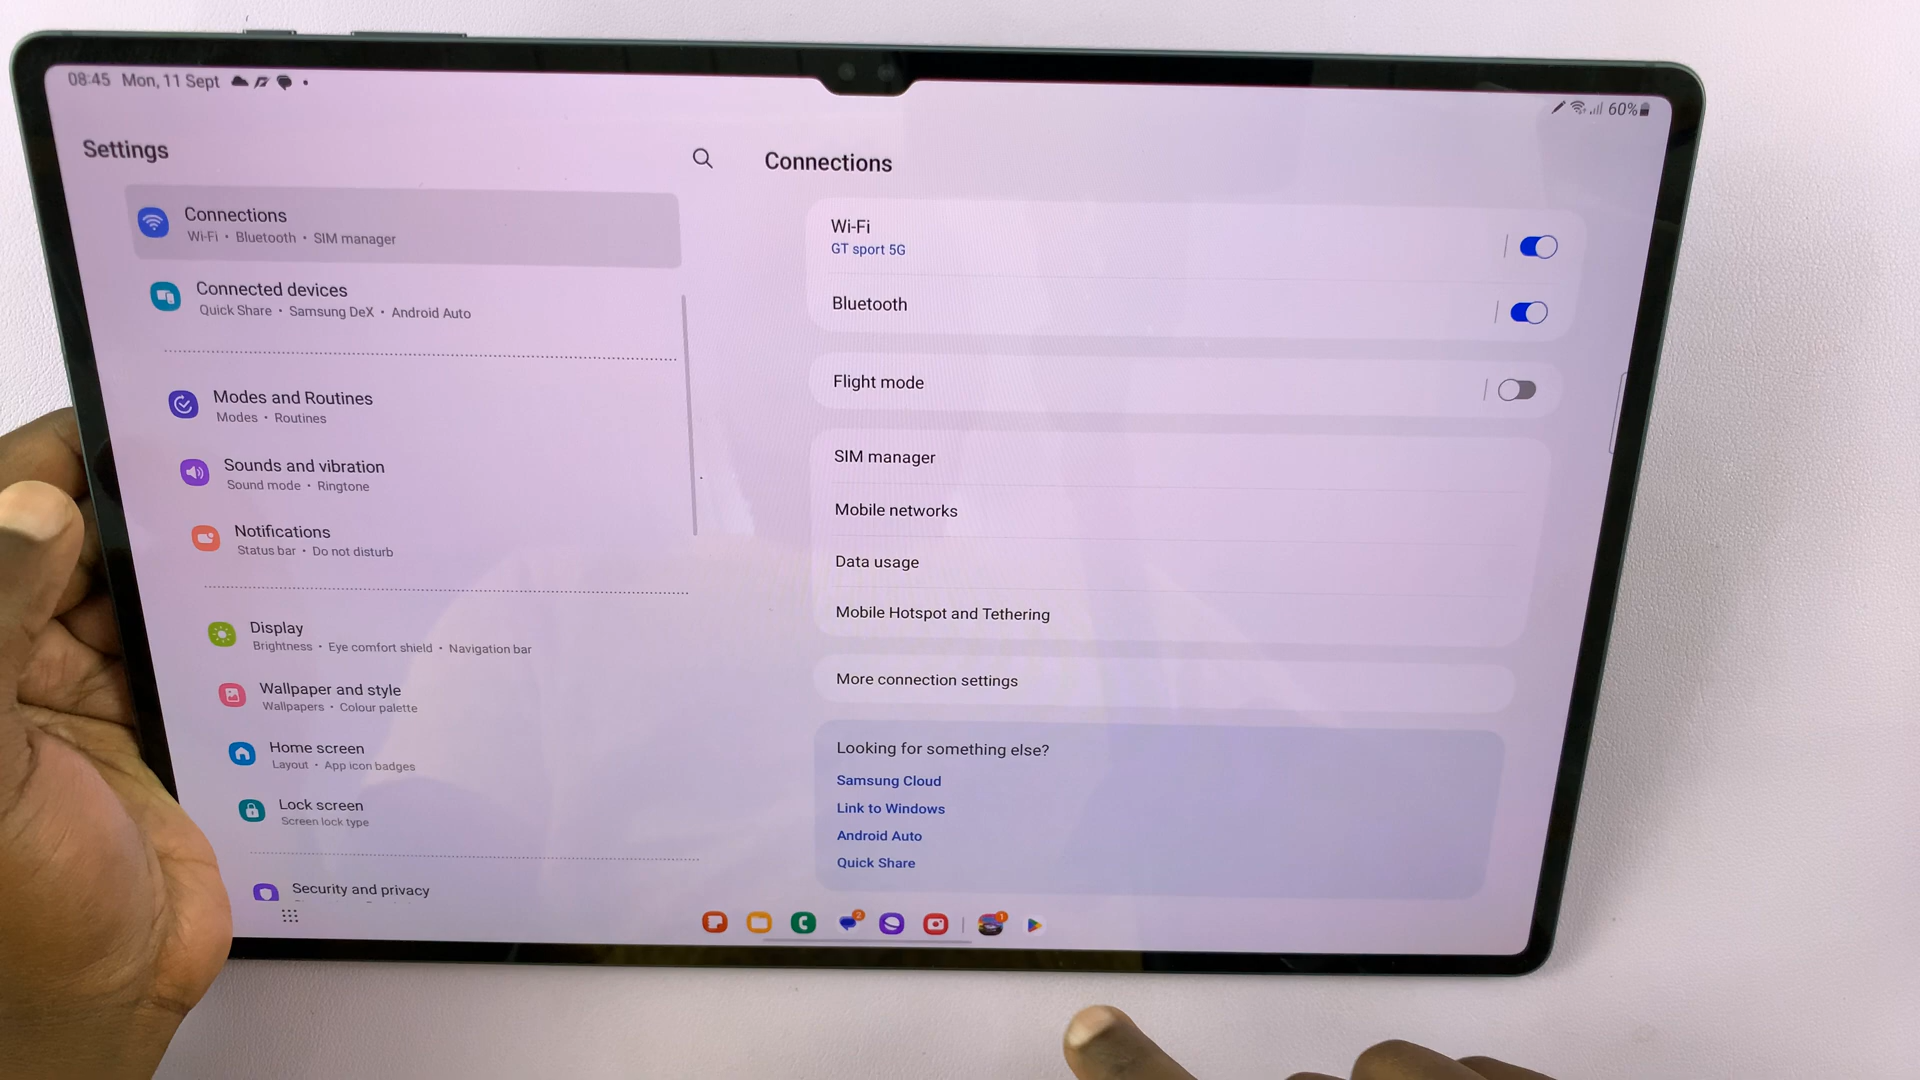 08:45 Mon, 11 Sept
60%
Settings
Connections
Wi-Fi • Bluetooth • SIM manager
Connected devices
Quick Share • Samsung DeX • Android Auto
Modes and Routines
Modes • Routines
Sounds and vibration
Sound mode • Ringtone
Notifications
Status bar • Do not disturb
Display
Brightness • Eye comfort shield • Navigation bar
Wallpaper and style
Wallpapers • Colour palette
Home screen
Layout • App icon badges
Lock screen
Screen lock type
Security and privacy
Connections
Wi-Fi
GT sport 5G
Bluetooth
Flight mode
SIM manager
Mobile networks
Data usage
Mobile Hotspot and Tethering
More connection settings
Looking for something else?
Samsung Cloud
Link to Windows
Android Auto
Quick Share
2
1